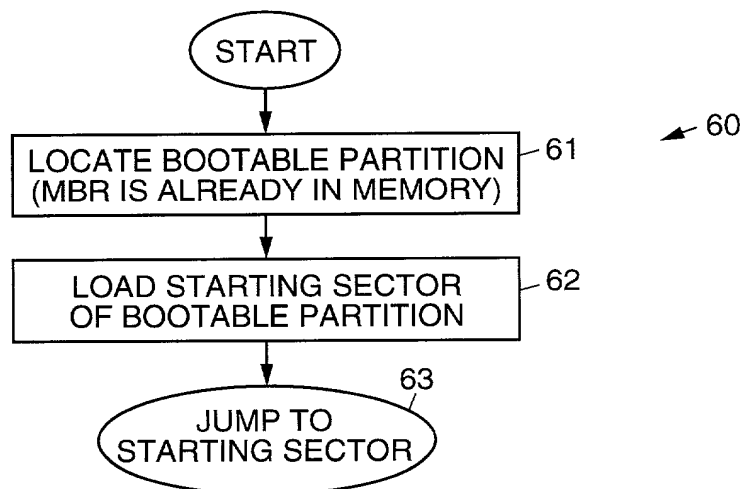 START
60
LOCATE BOOTABLE PARTITION
(MBR IS ALREADY IN MEMORY)
61
LOAD STARTING SECTOR
OF BOOTABLE PARTITION
62
63
JUMP TO
STARTING SECTOR